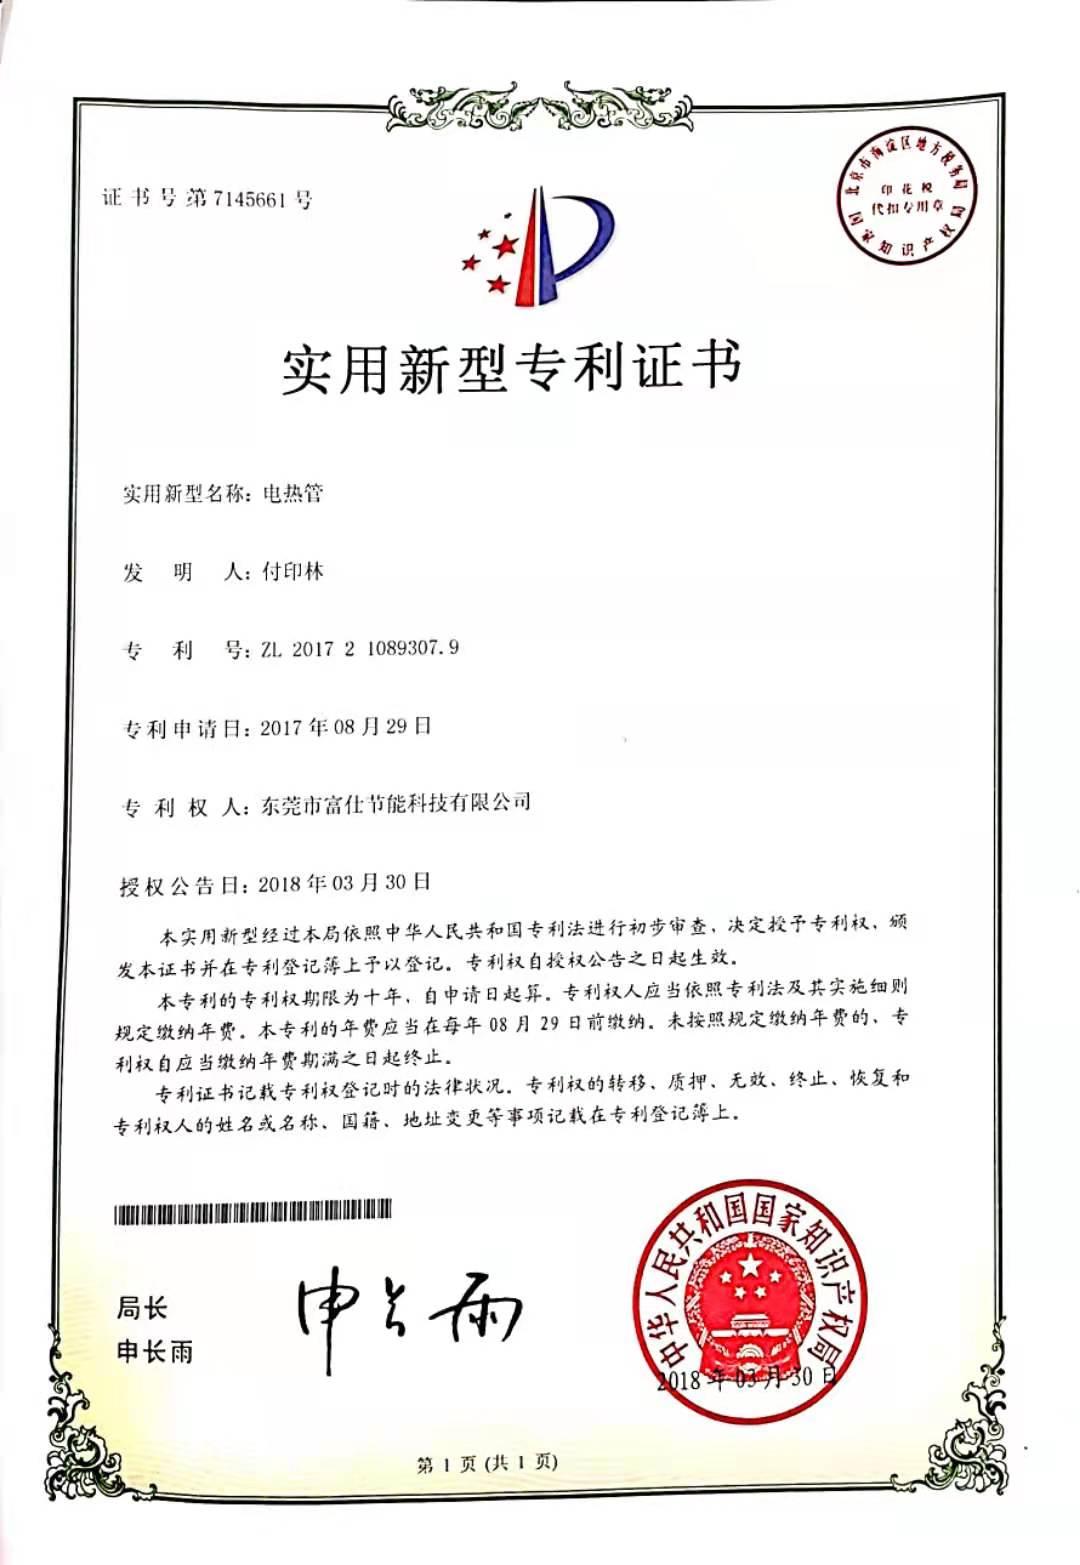 证书号第7145661号
北京市海淀区地方税务局
印花税
代扣专用章
国家知识产权局
实用新型专利证书
实用新型名称：电热管
发明人：付印林
专利号：ZL 2017 2 1089307.9
专利申请日：2017年08月29日
专利权人：东莞市富仕节能科技有限公司
授权公告日：2018年03月30日
本实用新型经过本局依照中华人民共和国专利法进行初步审查，决定授予专利权，颁
发本证书并在专利登记簿上予以登记。专利权自授权公告之日起生效。
本专利的专利权期限为十年，自申请日起算。专利权人应当依照专利法及其实施细则
规定缴纳年费。本专利的年费应当在每年08月29日前缴纳。未按照规定缴纳年费的，专
利权自应当缴纳年费期满之日起终止。
专利证书记载专利权登记时的法律状况。专利权的转移、质押、无效、终止、恢复和
专利权人的姓名或名称、国籍、地址变更等事项记载在专利登记簿上。
局长
申长雨
申长雨
中华人民共和国国家知识产权局
2018年03月30日
第1页(共1页)